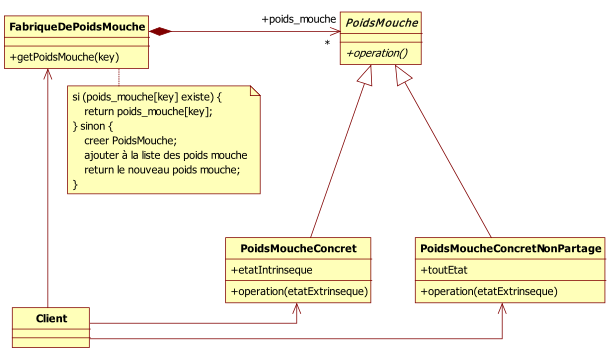 FabriqueDePoidsMouche
+getPoidsMouche(key)
+poids_mouche
*
PoidsMouche
+operation()
si (poids_mouche[key] existe) {
return poids_mouche[key];
} sinon {
creer PoidsMouche;
ajouter à la liste des poids mouche
return le nouveau poids mouche;
}
PoidsMoucheConcret
+etatIntrinseque
+operation(etatExtrinseque)
PoidsMoucheConcretNonPartage
+toutEtat
+operation(etatExtrinseque)
Client